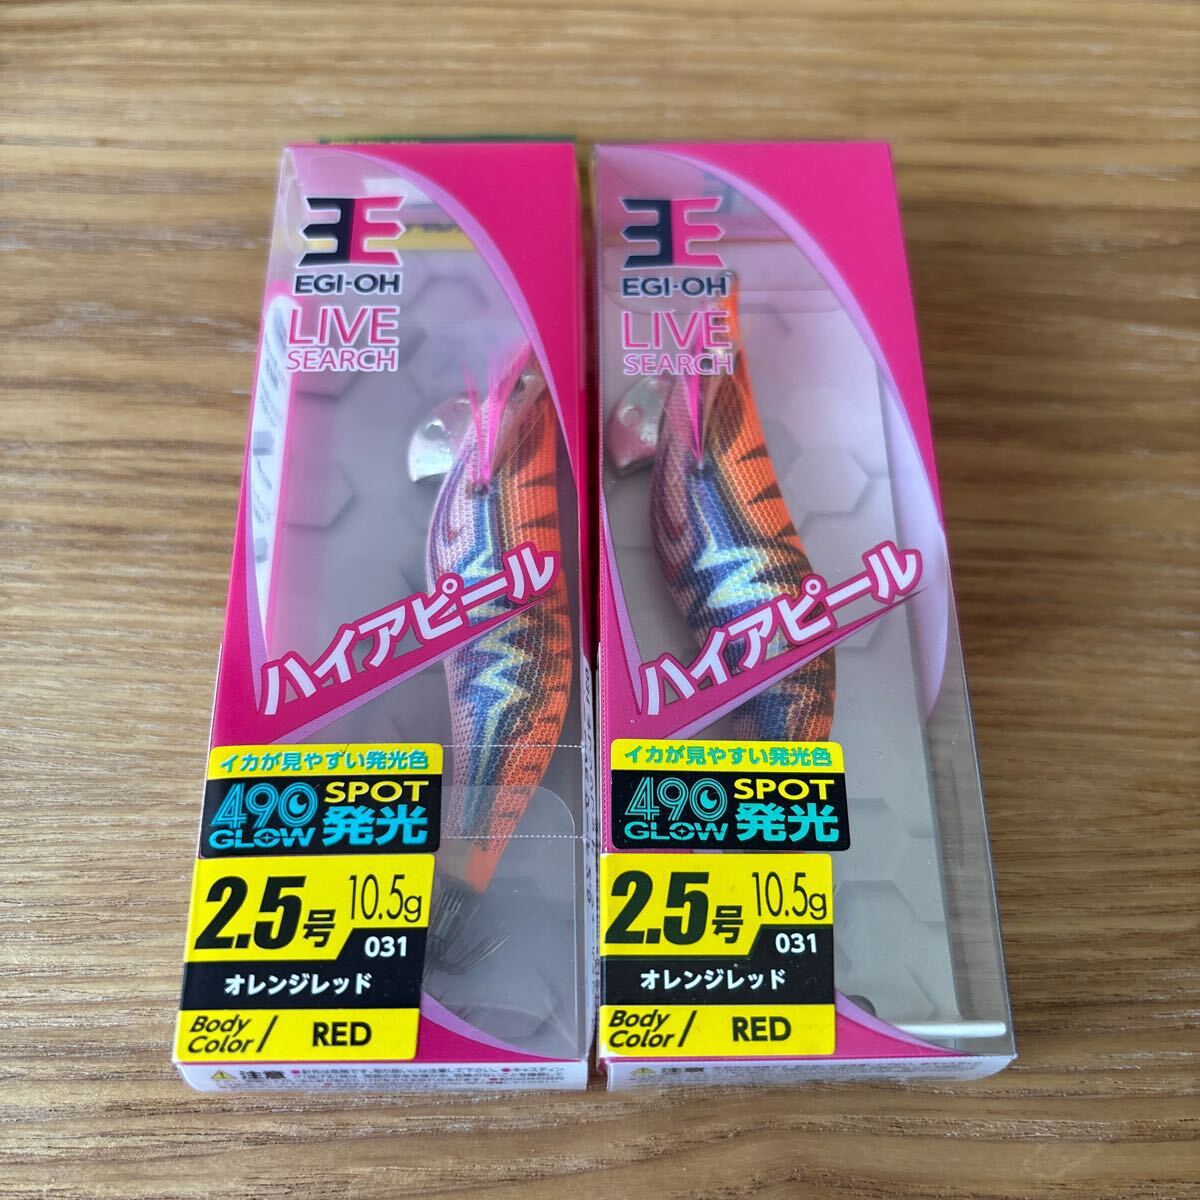 EGI-OH
LIVE
SEARCH
ハイアピール
イカが見やすい発光色
490
GLOW
SPOT
発光
2.5号
10.5g
031
オレンジレッド
Body
Color/
RED
注意
EGI-OH
LIVE
SEARCH
ハイアピール
イカが見やすい発光色
490
GLOW
SPOT
発光
2.5号
10.5g
031
オレンジレッド
Body
Color/
RED
注意